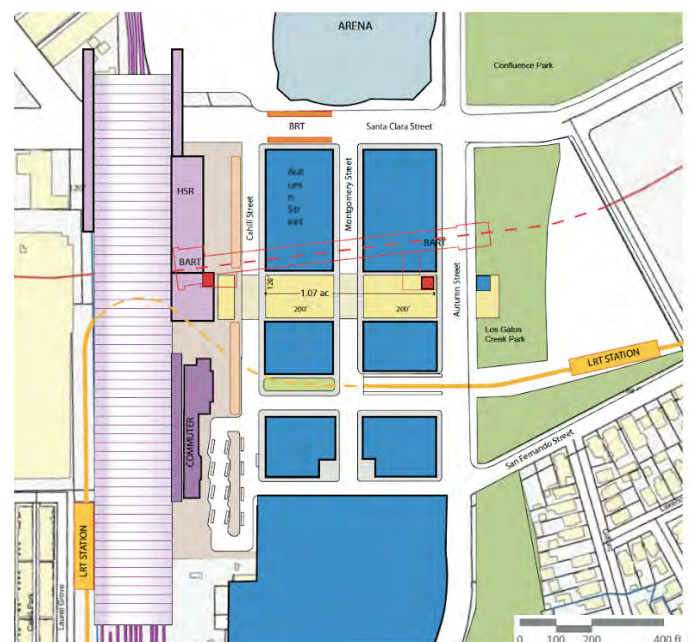 ARENA
Confluence Park
BRT
Santa Clara Street
120'
HSR
Aut
um
n
Str
eet
Cahill Street
Montgomery Street
BART
BART
Autumn Street
120'
1.07 ac
200'
200'
Los Gatos
Creek Park
LRT STATION
COMMUTER
San Fernando Street
LRT STATION
Laurel Grove
0 100 200 400 ft